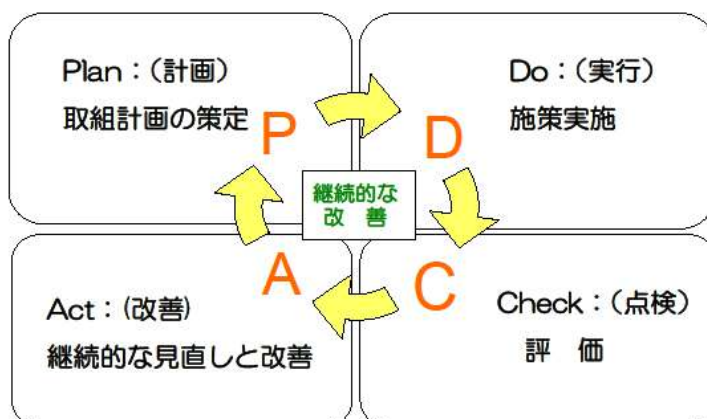 Plan：(計画)
取組計画の策定
P
Do：(実行)
施策実施
D
継続的な
改　善
A
Act：(改善)
継続的な見直しと改善
C
Check：(点検)
評　価